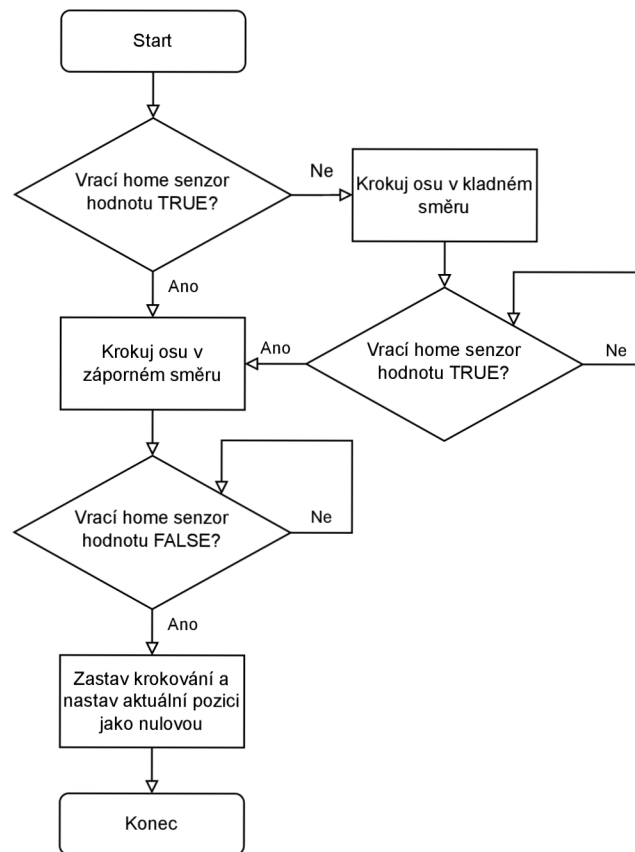 Start
Vrací home senzor
hodnotu TRUE?
Ne
Krokuj osu v kladném
směru
Ano
Krokuj osu v
záporném směru
Ano
Vrací home senzor
hodnotu TRUE?
Ne
Vrací home senzor
hodnotu FALSE?
Ne
Ano
Zastav krokování a
nastav aktuální pozici
jako nulovou
Konec